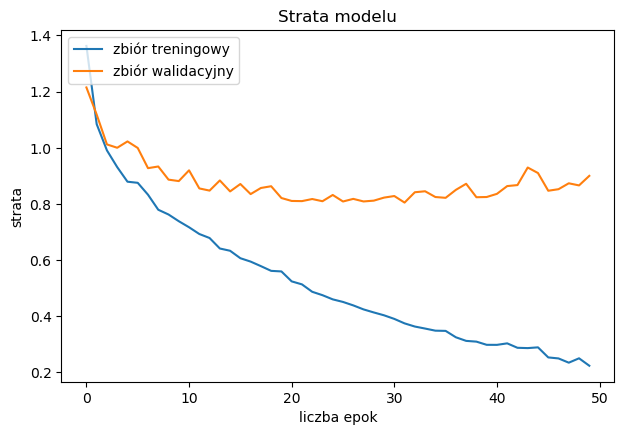 Strata modelu
zbiór treningowy
zbiór walidacyjny
strata
1.4
1.2
1.0
0.8
0.6
0.4
0.2
0 10 20 30 40 50
liczba epok